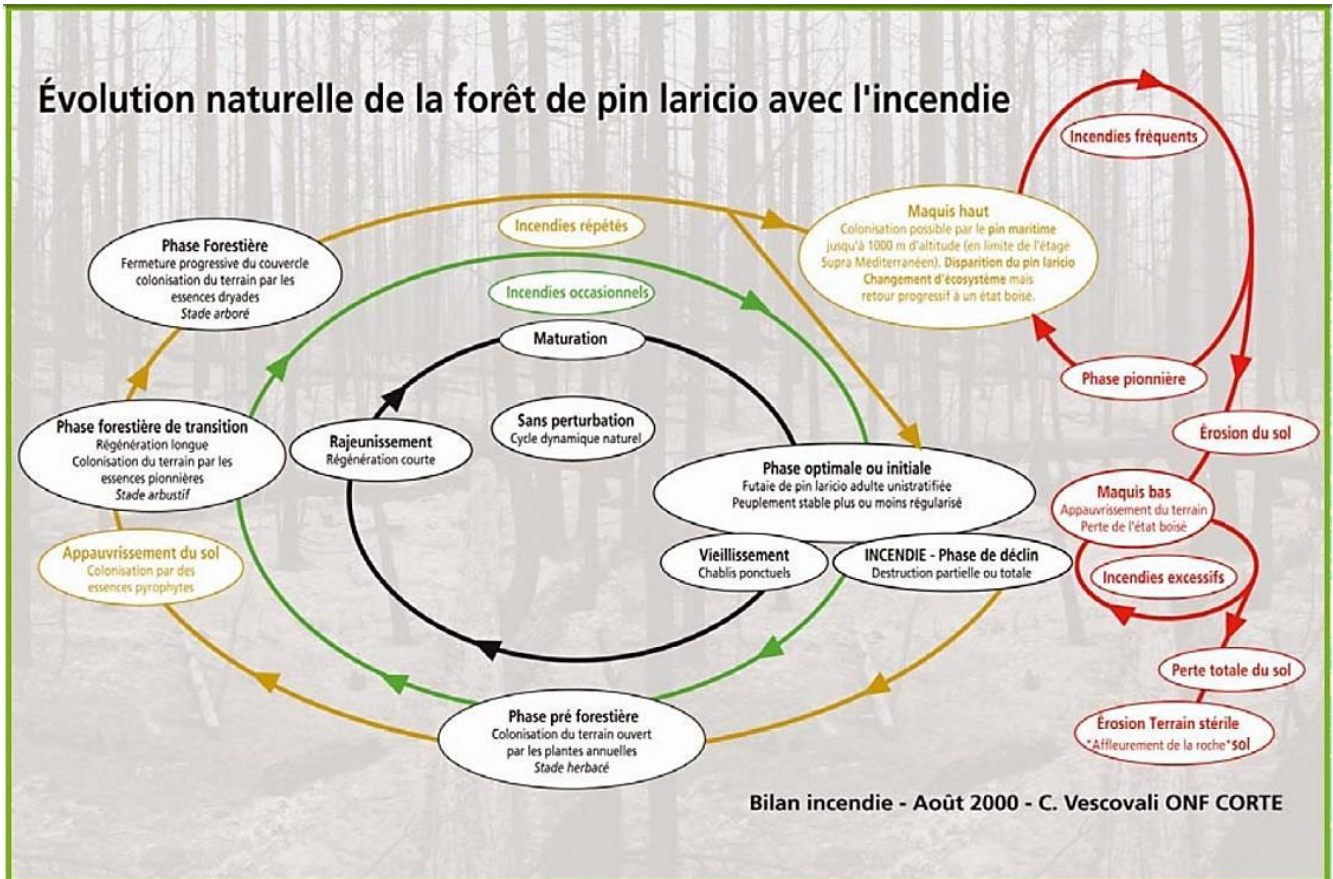 Évolution naturelle de la forêt de pin laricio avec l'incendie
Incendies fréquents
Maquis haut
Colonisation possible par le pin maritime
jusqu'à 1000 m d'altitude (en limite de l'étage
Supra Méditerranéen). Disparition du pin laricio
Changement d'écosystème mais
retour progressif à un état boisé.
Incendies répétés
Phase Forestière
Fermeture progressive du couvercle
colonisation du terrain par les
essences dryades
Stade arboré
Incendies occasionnels
Maturation
Phase pionnière
Sans perturbation
Cycle dynamique naturel
Phase forestière de transition
Régénération longue
Colonisation du terrain par les
essences pionnières
Stade arbustif
Rajeunissement
Régénération courte
Érosion du sol
Phase optimale ou initiale
Futaie de pin laricio adulte unistratifiée
Peuplement stable plus ou moins régularisé
Maquis bas
Appauvrissement du terrain
Perte de l'état boisé
Appauvrissement du sol
Colonisation par des
essences pyrophytes
Vieillissement
Chablis ponctuels
INCENDIE - Phase de déclin
Destruction partielle ou totale
Incendies excessifs
Perte totale du sol
Phase pré forestière
Colonisation du terrain ouvert
par les plantes annuelles
Stade herbacé
Érosion Terrain stérile
"Affleurement de la roche" sol
Bilan incendie - Août 2000 - C. Vescovali ONF CORTE